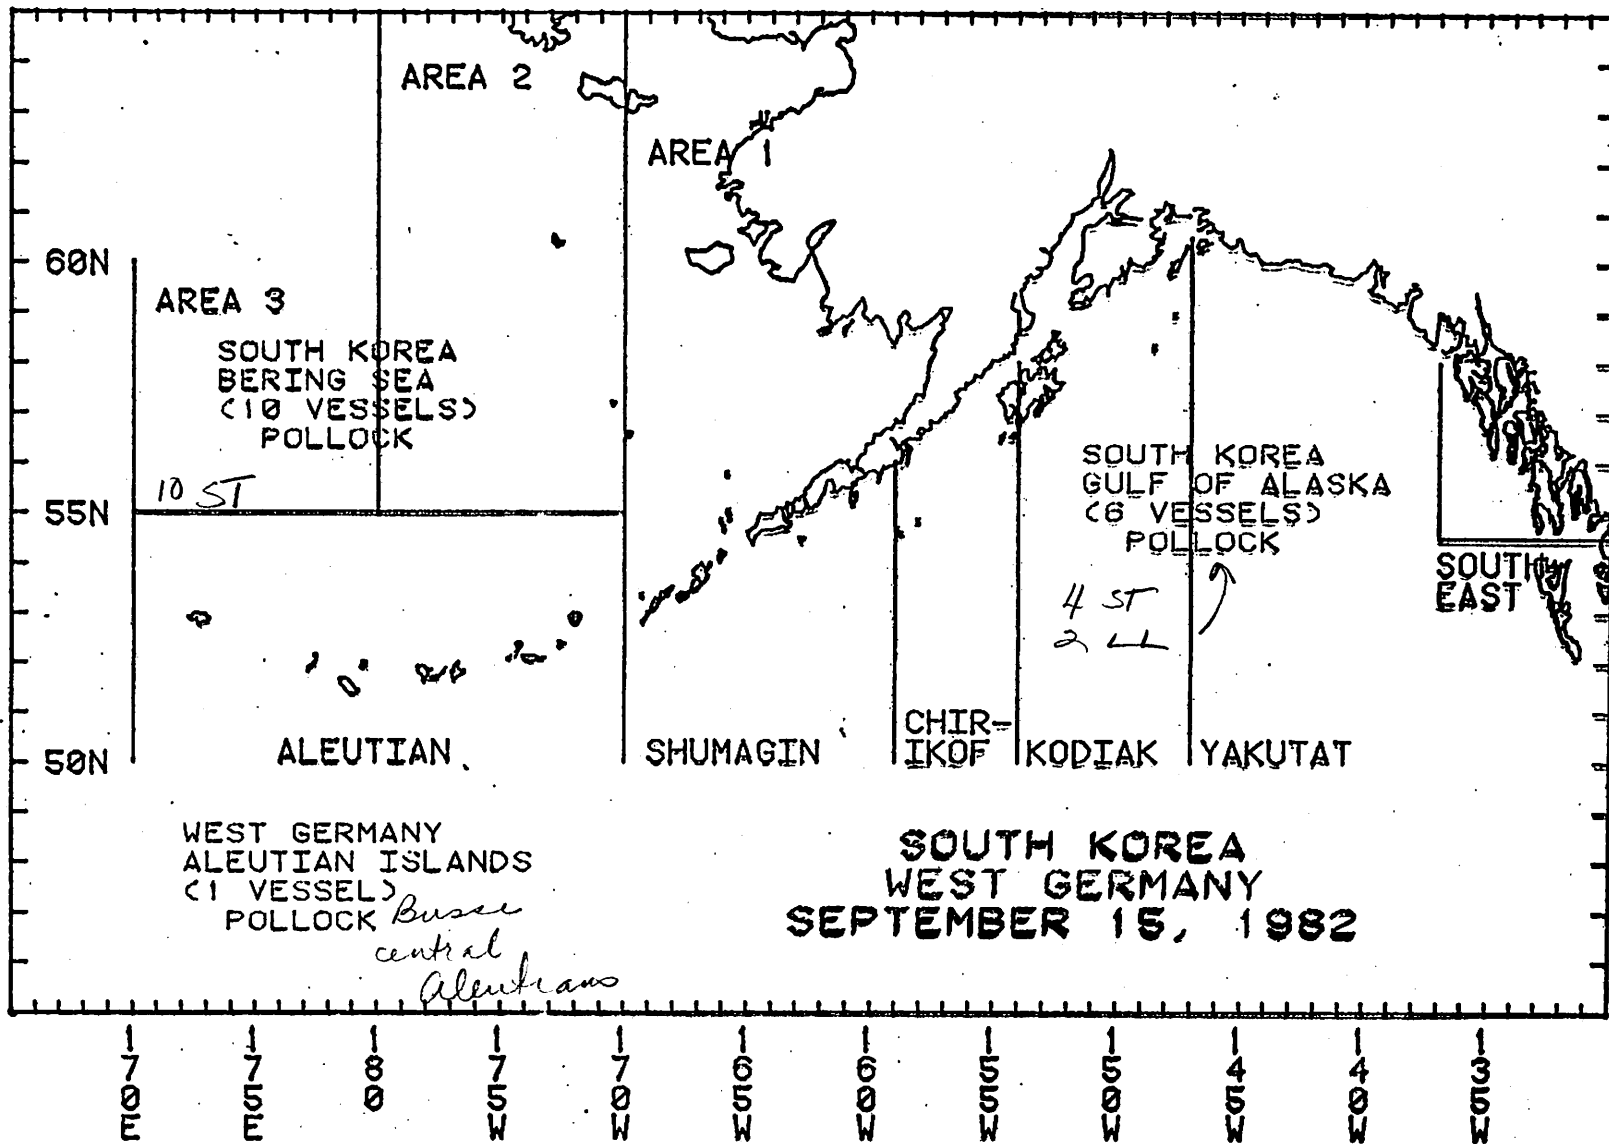 AREA 2
AREA 1
60N
AREA 3
SOUTH KOREA
BERING SEA
(10 VESSELS)
POLLOCK
10 ST
55N
SOUTH KOREA
GULF OF ALASKA
(6 VESSELS)
POLLOCK
4 ST
2 LL
SOUTH
EAST
50N
ALEUTIAN
SHUMAGIN
CHIR-
IKOF
KODIAK
YAKUTAT
WEST GERMANY
ALEUTIAN ISLANDS
(1 VESSEL)
POLLOCK Busse
central
Aleutians
SOUTH KOREA
WEST GERMANY
SEPTEMBER 15, 1982
170E
175E
180
175W
170W
165W
160W
155W
150W
145W
140W
135W